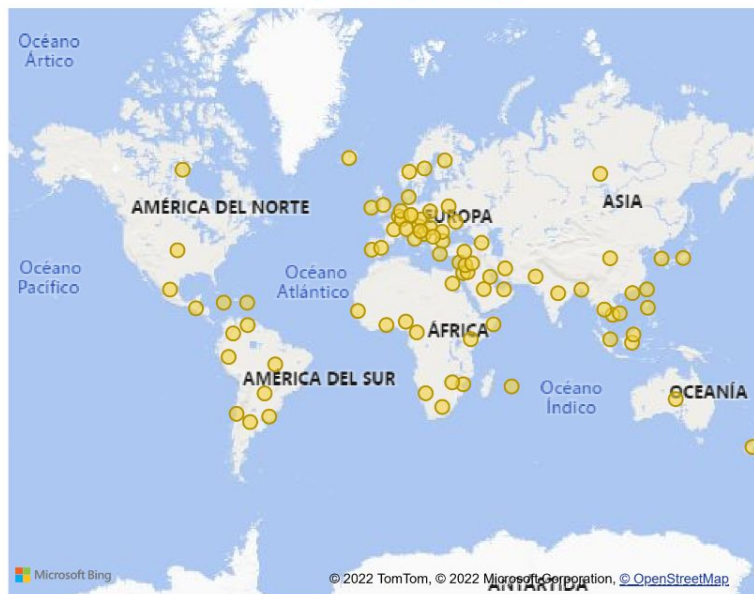 Océano
Ártico
AMÉRICA DEL NORTE
EUROPA
ASIA
Océano
Pacífico
Océano
Atlántico
ÁFRICA
AMÉRICA DEL SUR
Océano
Índico
OCEANÍA
Microsoft Bing
© 2022 TomTom, © 2022 Microsoft Corporation, © OpenStreetMap
ANTÁRTIDA